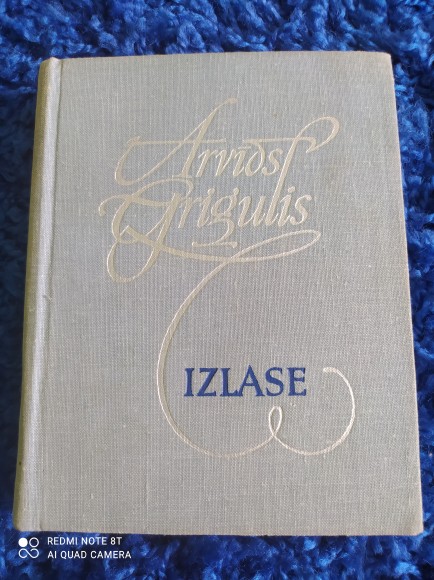 Arvīds
Grigulis
IZLASE
REDMI NOTE 8T
AI QUAD CAMERA